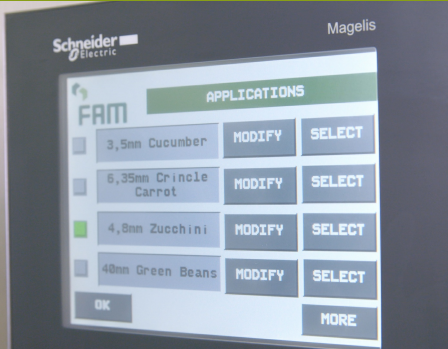 Schneider
Electric
Magelis
FAM
APPLICATIONS
3,5mm Cucumber
MODIFY
SELECT
6,35mm Crincle
Carrot
MODIFY
SELECT
4,8mm Zucchini
MODIFY
SELECT
40mm Green Beans
MODIFY
SELECT
OK
MORE